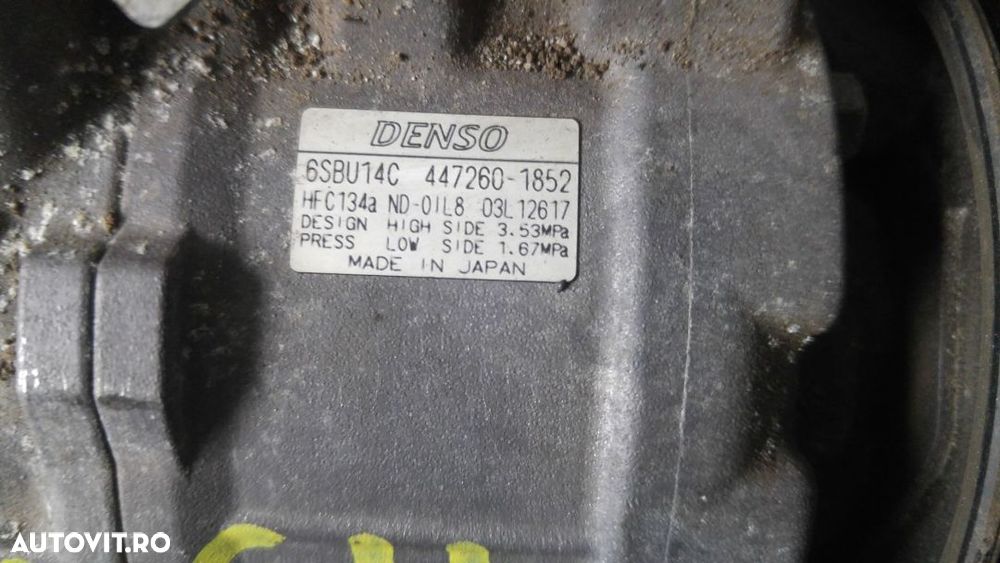 DENSO
6SBU14C 447260-1852
HFC134a ND-OIL8 03L12617
DESIGN HIGH SIDE 3.53MPa
PRESS LOW SIDE 1.67MPa
MADE IN JAPAN
AUTOVIT.RO